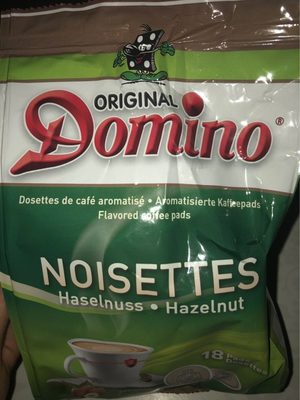 ORIGINAL
Domino®
Dosettes de café aromatisé • Aromatisierte Kaffeepads
Flavored coffee pads
NOISETTES
Haselnuss • Hazelnut
18